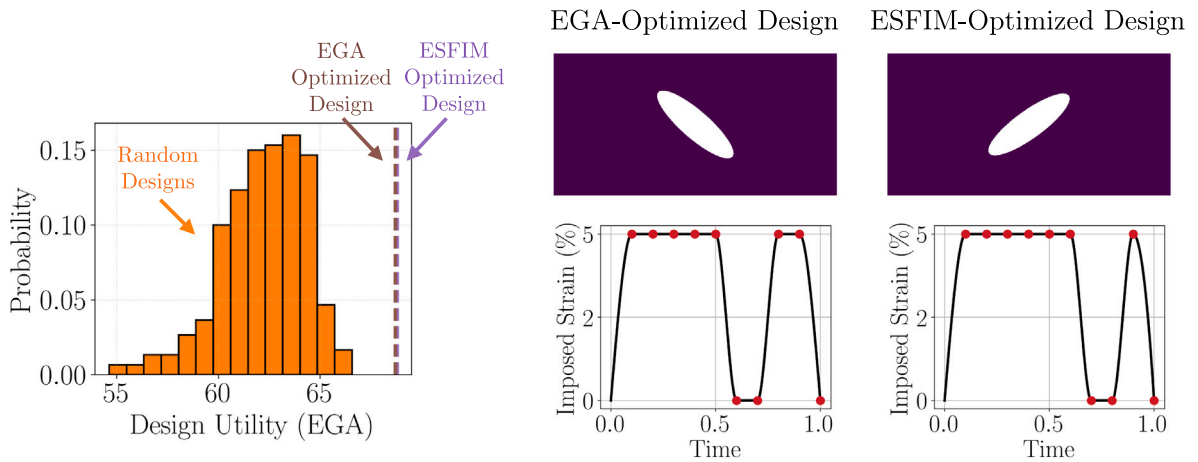 EGA
Optimized
Design
ESFIM
Optimized
Design
Random
Designs
Probability
0.15
0.10
0.05
0.00
55
60
65
Design Utility (EGA)
EGA-Optimized Design
ESFIM-Optimized Design
Imposed Strain (%)
5
2
0
0.0
0.5
1.0
Time
Imposed Strain (%)
5
2
0
0.0
0.5
1.0
Time